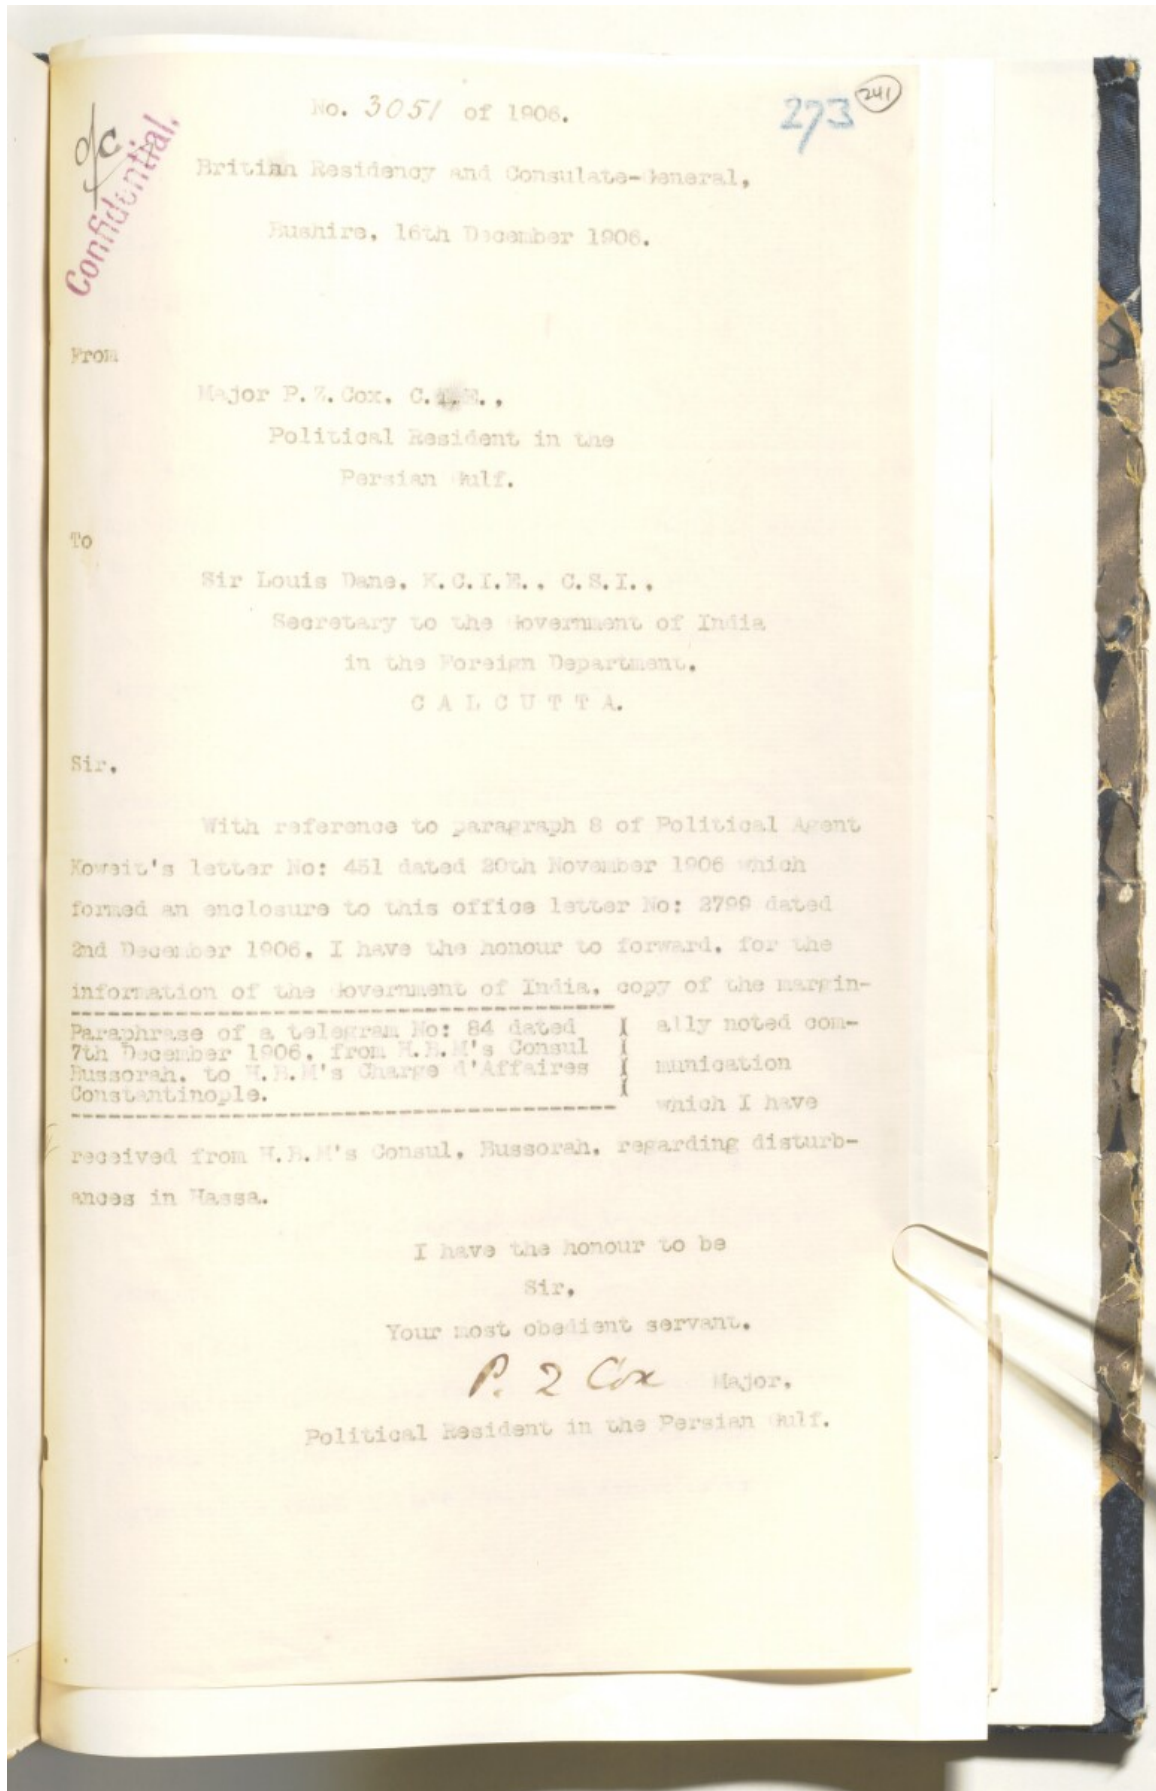 No. 3051 of 1906.
273
241
o/c
Confidential.
British Residency and Consulate-General,
Bushire, 16th December 1906.
From
Major P.Z.Cox, C.I.E.,
Political Resident in the
Persian Gulf.
To
Sir Louis Dane, K.C.I.E., C.S.I.,
Secretary to the Government of India
in the Foreign Department,
C A L C U T T A.
Sir,
With reference to paragraph 8 of Political Agent
Koweit's letter No: 451 dated 20th November 1906 which
formed an enclosure to this office letter No: 2799 dated
2nd December 1906, I have the honour to forward, for the
information of the Government of India, copy of the margin-
Paraphrase of a telegram No: 84 dated
7th December 1906, from H.B.M's Consul
Bussorah, to H.B.M's Charge d'Affaires
Constantinople.
ally noted com-
munication
which I have
received from H.B.M's Consul, Bussorah, regarding disturb-
ances in Hassa.
I have the honour to be
Sir,
Your most obedient servant,
P. Z Cox Major,
Political Resident in the Persian Gulf.